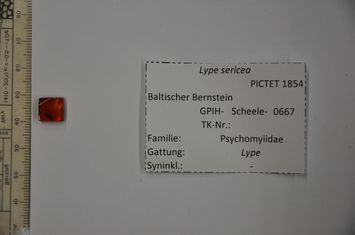 Lype sericea
PICTET 1854
Baltischer Bernstein
GPIH- Scheele- 0667
TK-Nr.:
Familie: Psychomyiidae
Gattung: Lype
Syninkl.: -